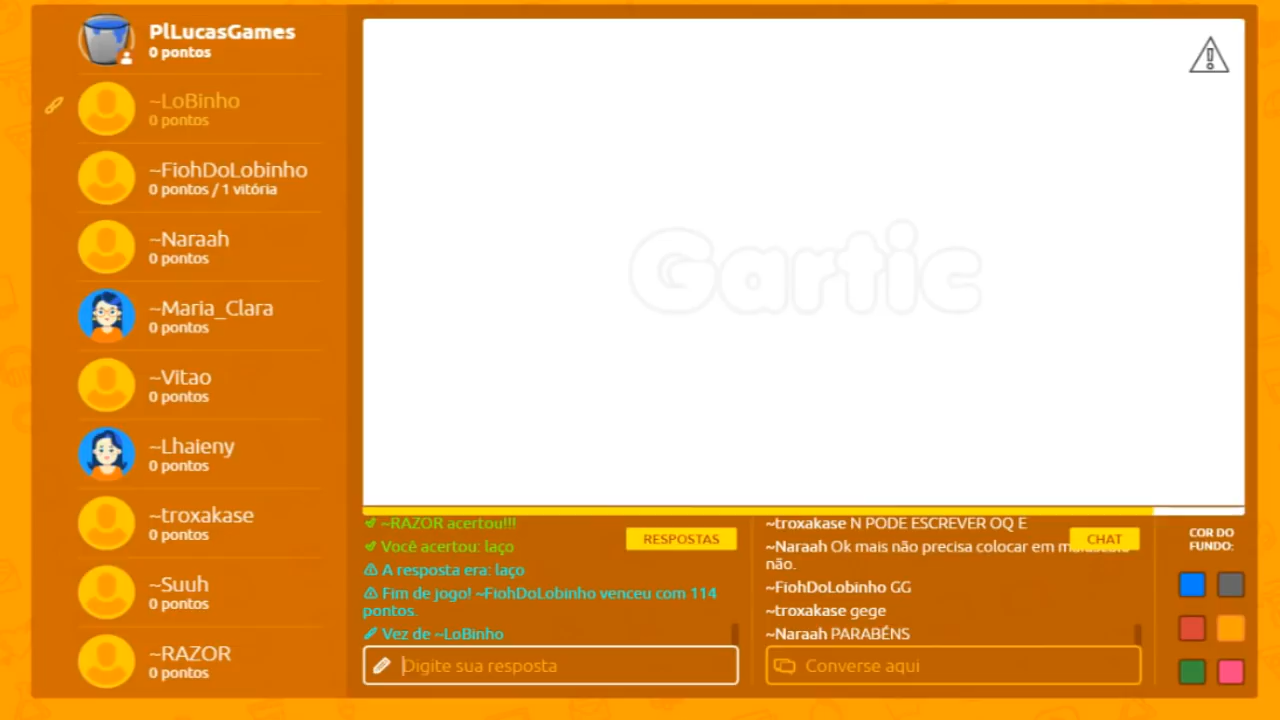 PlLucasGames
0 pontos
~LoBinho
0 pontos
~FiohDoLobinho
0 pontos / 1 vitória
~Naraah
0 pontos
~Maria_Clara
0 pontos
~Vitao
0 pontos
~Lhaieny
0 pontos
~troxakase
0 pontos
~Suuh
0 pontos
~RAZOR
0 pontos
Gartic
~RAZOR acertou!!!
Você acertou: laço
A resposta era: laço
Fim de jogo! ~FiohDoLobinho venceu com 114
pontos.
Vez de ~LoBinho
RESPOSTAS
Digite sua resposta
~troxakase N PODE ESCREVER OQ E
~Naraah Ok mais não precisa colocar em
não.
~FiohDoLobinho GG
~troxakase gege
~Naraah PARABÉNS
CHAT
Converse aqui
COR DO
FUNDO: